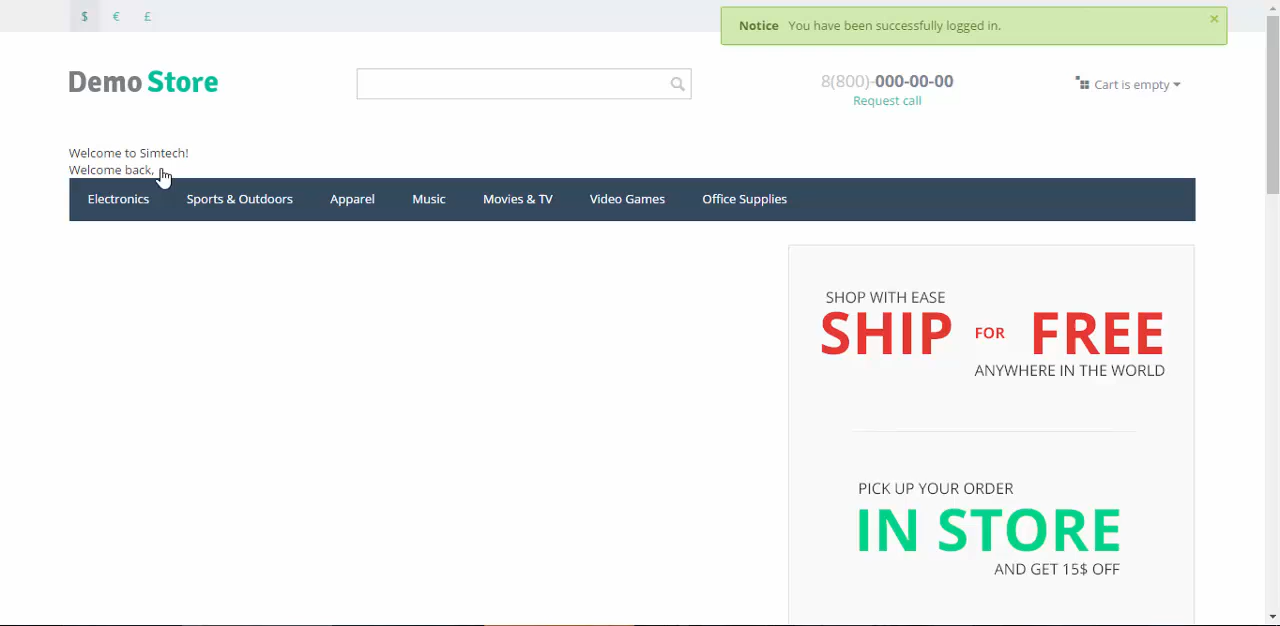 $ € £
Notice You have been successfully logged in.
Demo Store
8(800)-000-00-00
Request call
Cart is empty
Welcome to Simtech!
Welcome back,
Electronics Sports & Outdoors Apparel Music Movies & TV Video Games Office Supplies
SHOP WITH EASE
SHIP FOR FREE
ANYWHERE IN THE WORLD
PICK UP YOUR ORDER
IN STORE
AND GET 15$ OFF